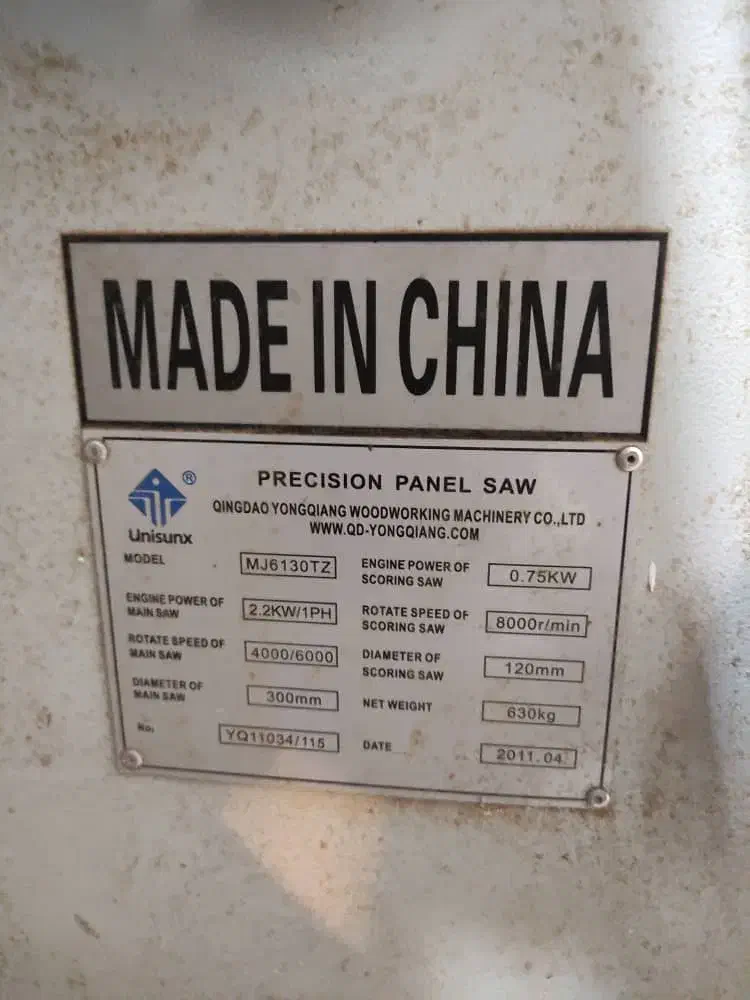 MADE IN CHINA
®
Unisunx
PRECISION PANEL SAW
QINGDAO YONGQIANG WOODWORKING MACHINERY CO.,LTD
WWW.QD-YONGQIANG.COM
MODEL MJ6130TZ
ENGINE POWER OF
MAIN SAW 2.2KW/1PH
ROTATE SPEED OF
MAIN SAW 4000/6000
DIAMETER OF
MAIN SAW 300mm
No: YQ11034/115
ENGINE POWER OF
SCORING SAW 0.75KW
ROTATE SPEED OF
SCORING SAW 8000r/min
DIAMETER OF
SCORING SAW 120mm
NET WEIGHT 630kg
DATE 2011.04